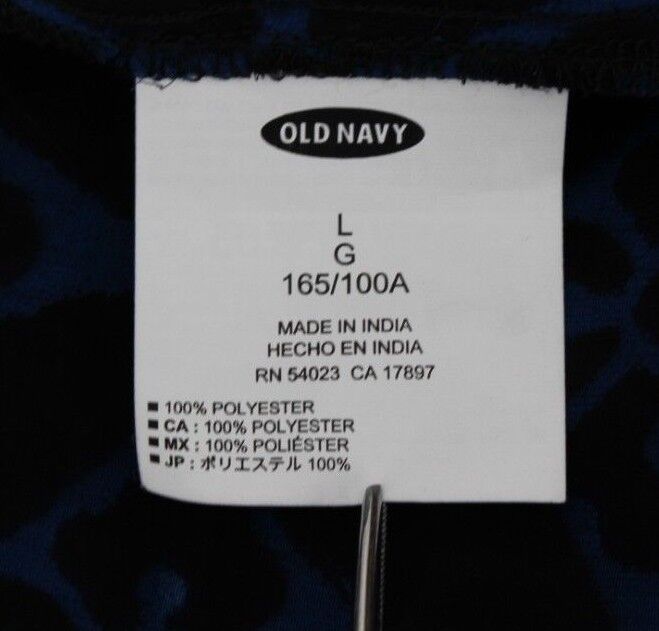 OLD NAVY
L
G
165/100A
MADE IN INDIA
HECHO EN INDIA
RN 54023 CA 17897
■ 100% POLYESTER
■ CA : 100% POLYESTER
■ MX : 100% POLIÉSTER
■ JP : ポリエステル 100%